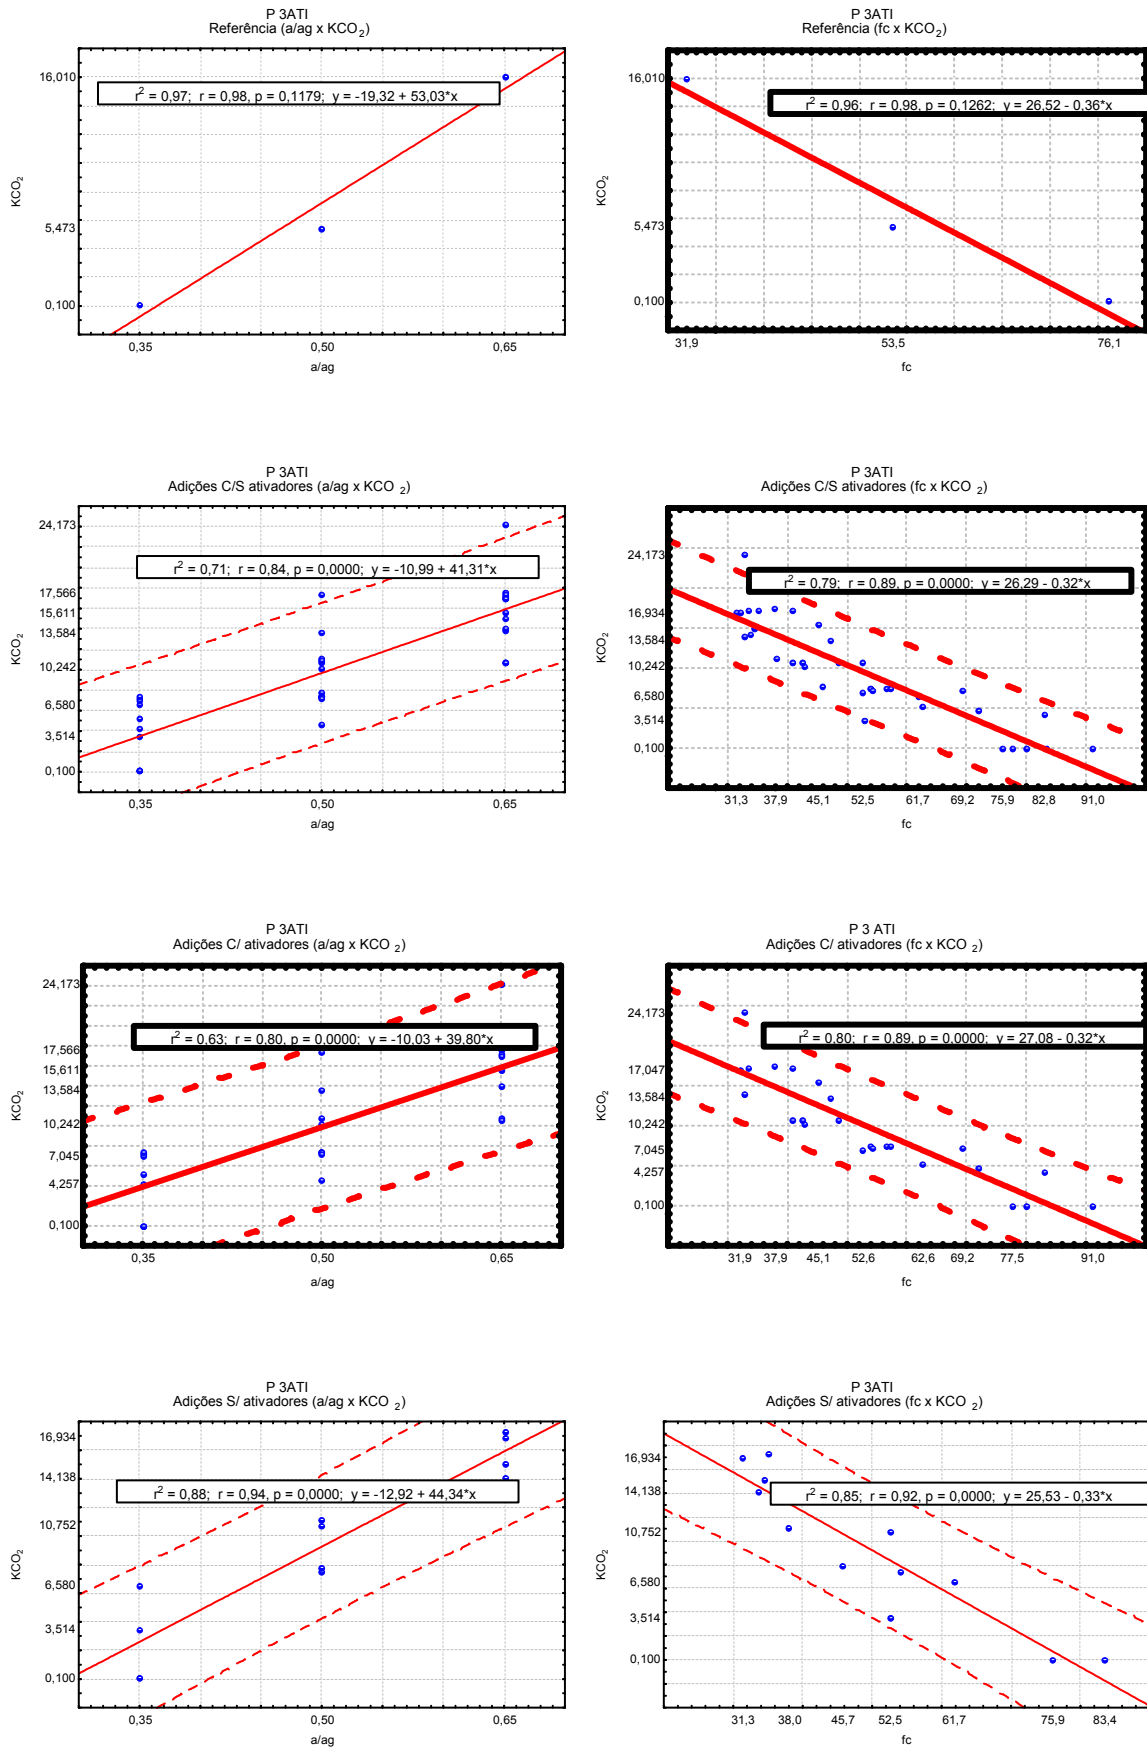 P 3ATI
Referência (a/ag x KCO2)
r2 = 0,97; r = 0,98, p = 0,1179; y = -19,32 + 53,03*x
16,010
5,473
0,100
KCO2
0,35 0,50 0,65
a/ag
P 3ATI
Referência (fc x KCO2)
r2 = 0,96; r = 0,98, p = 0,1262; y = 26,52 - 0,36*x
16,010
5,473
0,100
KCO2
31,9 53,5 76,1
fc
P 3ATI
Adições C/S ativadores (a/ag x KCO 2)
r2 = 0,71; r = 0,84, p = 0,0000; y = -10,99 + 41,31*x
24,173
17,566
15,611
13,584
10,242
6,580
3,514
0,100
KCO2
0,35 0,50 0,65
a/ag
P 3ATI
Adições C/S ativadores (fc x KCO 2)
r2 = 0,79; r = 0,89, p = 0,0000; y = 26,29 - 0,32*x
24,173
16,934
13,584
10,242
6,580
3,514
0,100
KCO2
31,3 37,9 45,1 52,5 61,7 69,2 75,9 82,8 91,0
fc
P 3ATI
Adições C/ ativadores (a/ag x KCO 2)
r2 = 0,63; r = 0,80, p = 0,0000; y = -10,03 + 39,80*x
24,173
17,566
15,611
13,584
10,242
7,045
4,257
0,100
KCO2
0,35 0,50 0,65
a/ag
P 3 ATI
Adições C/ ativadores (fc x KCO 2)
r2 = 0,80; r = 0,89, p = 0,0000; y = 27,08 - 0,32*x
24,173
17,047
13,584
10,242
7,045
4,257
0,100
KCO2
31,9 37,9 45,1 52,6 62,6 69,2 77,5 91,0
fc
P 3ATI
Adições S/ ativadores (a/ag x KCO 2)
r2 = 0,88; r = 0,94, p = 0,0000; y = -12,92 + 44,34*x
16,934
14,138
10,752
6,580
3,514
0,100
KCO2
0,35 0,50 0,65
a/ag
P 3ATI
Adições S/ ativadores (fc x KCO 2)
r2 = 0,85; r = 0,92, p = 0,0000; y = 25,53 - 0,33*x
16,934
14,138
10,752
6,580
3,514
0,100
KCO2
31,3 38,0 45,7 52,5 61,7 75,9 83,4
fc